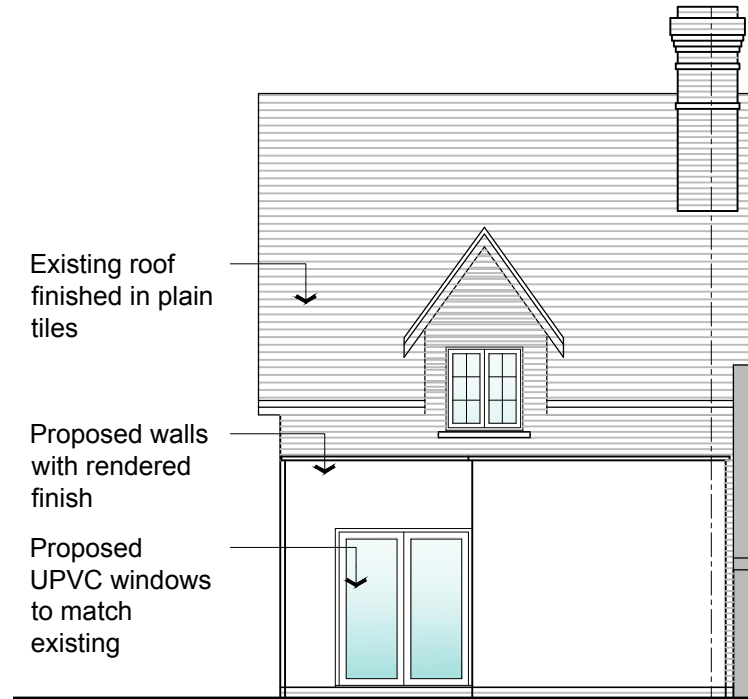 Existing roof
finished in plain
tiles
Proposed walls
with rendered
finish
Proposed
UPVC windows
to match
existing